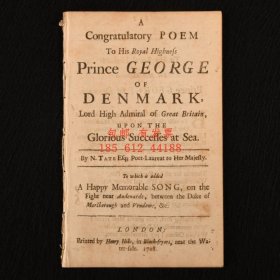 A
Congratulatory POEM
To His Royal Highness
Prince GEORGE
OF
DENMARK,
Lord High Admiral of Great Britain,
UPON THE
Glorious Successes at Sea.
185 612 44188
By N. TATE Esq; Poet-Laureat to Her Majesty.
To which is added
A Happy Memorable SONG, on the
Fight near Audenarde, between the Duke of
Marlborough and Vendome, &c.
LONDON:
Printed by Henry Hills, in Black-fryers, near the Wa-
ter-side. 1708.